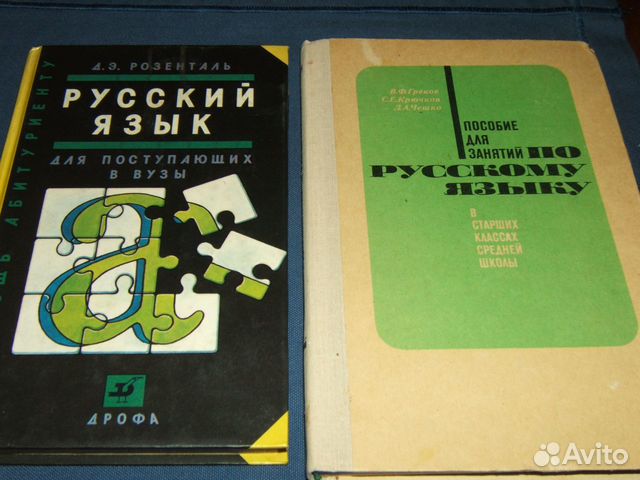 Д.Э. РОЗЕНТАЛЬ
РУССКИЙ
ЯЗЫК
ДЛЯ ПОСТУПАЮЩИХ
В ВУЗЫ
АБИТУРИЕНТУ
ДРОФА
В.Ф.Греков
С.Е.Крючков
Л.А.Чешко
ПОСОБИЕ
ДЛЯ
ЗАНЯТИЙ ПО
РУССКОМУ
ЯЗЫКУ
В
СТАРШИХ
КЛАССАХ
СРЕДНЕЙ
ШКОЛЫ
Avito